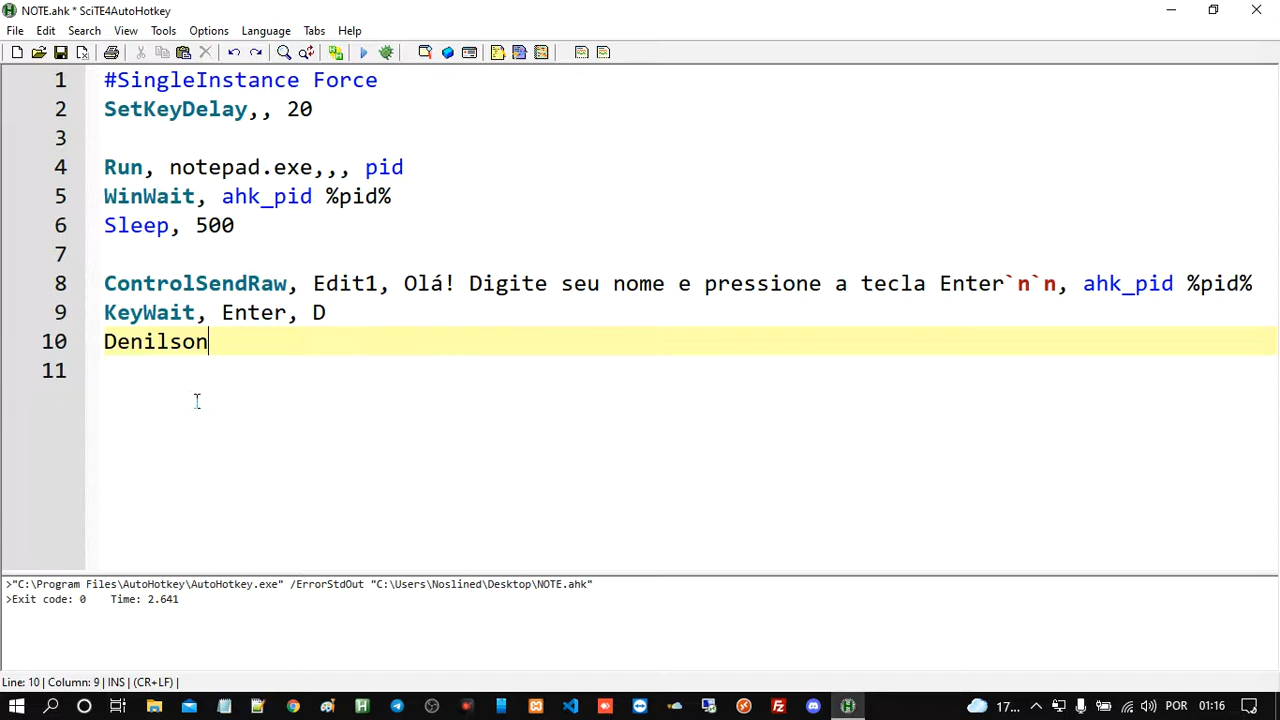 NOTE.ahk * SciTE4AutoHotkey
File Edit Search View Tools Options Language Tabs Help
1 #SingleInstance Force
2 SetKeyDelay,, 20
3
4 Run, notepad.exe,,, pid
5 WinWait, ahk_pid %pid%
6 Sleep, 500
7
8 ControlSendRaw, Edit1, Olá! Digite seu nome e pressione a tecla Enter`n`n, ahk_pid %pid%
9 KeyWait, Enter, D
10 Denilson
11
>"C:\Program Files\AutoHotkey\AutoHotkey.exe" /ErrorStdOut "C:\Users\Noslined\Desktop\NOTE.ahk"
>Exit code: 0 Time: 2.641
Line: 10 | Column: 9 | INS | (CR+LF) |
17... POR 01:16